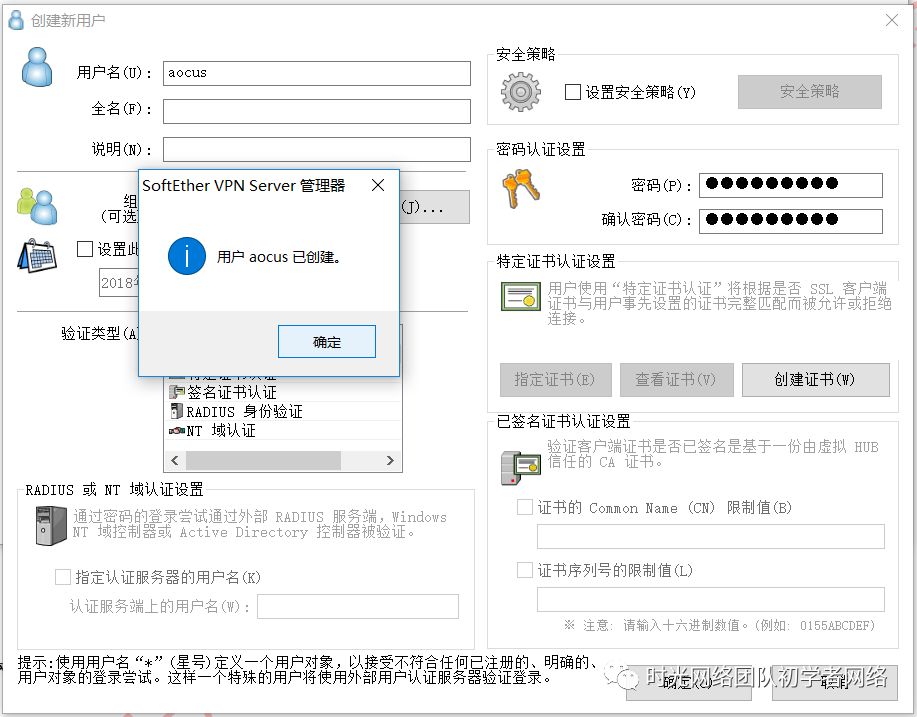 创建新用户
用户名(U):
aocus
全名(F):
说明(N):
组
(可选
(J)...
设置此
2018年
验证类型(A)
签名证书认证
RADIUS 身份验证
NT 域认证
SoftEther VPN Server 管理器
用户 aocus 已创建。
确定
RADIUS 或 NT 域认证设置
通过密码的登录尝试通过外部 RADIUS 服务端，Windows
NT 域控制器或 Active Directory 控制器被验证。
指定认证服务器的用户名(K)
认证服务端上的用户名(W):
安全策略
设置安全策略(Y)
安全策略
密码认证设置
密码(P):
●●●●●●●●●
确认密码(C):
●●●●●●●●●
特定证书认证设置
用户使用“特定证书认证”将根据是否 SSL 客户端
证书与用户事先设置的证书完整匹配而被允许或拒绝
连接。
指定证书(E)
查看证书(V)
创建证书(W)
已签名证书认证设置
验证客户端证书是否已签名是基于一份由虚拟 HUB
信任的 CA 证书。
证书的 Common Name (CN) 限制值(B)
证书序列号的限制值(L)
※ 注意: 请输入十六进制数值。(例如: 0155ABCDEF)
提示:使用用户名“*”(星号)定义一个用户对象，以接受不符合任何已注册的、明确的、
用户对象的登录尝试。这样一个特殊的用户将使用外部用户认证服务器验证登录。
确定(O)
取消
时光网络团队初学者网络